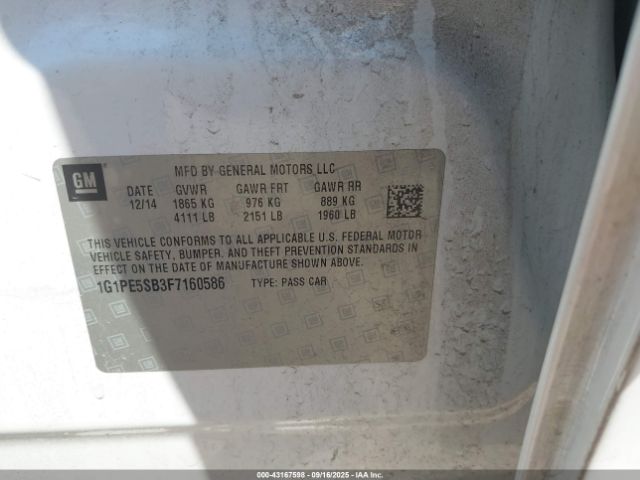 GM
MFD BY GENERAL MOTORS LLC
DATE GVWR GAWR FRT GAWR RR
12/14 1865 KG 976 KG 889 KG
4111 LB 2151 LB 1960 LB
THIS VEHICLE CONFORMS TO ALL APPLICABLE U.S. FEDERAL MOTOR
VEHICLE SAFETY, BUMPER, AND THEFT PREVENTION STANDARDS IN
EFFECT ON THE DATE OF MANUFACTURE SHOWN ABOVE.
1G1PE5SB3F7160586 TYPE: PASS CAR
000-43167598 - 09/16/2025 - IAAI.COM